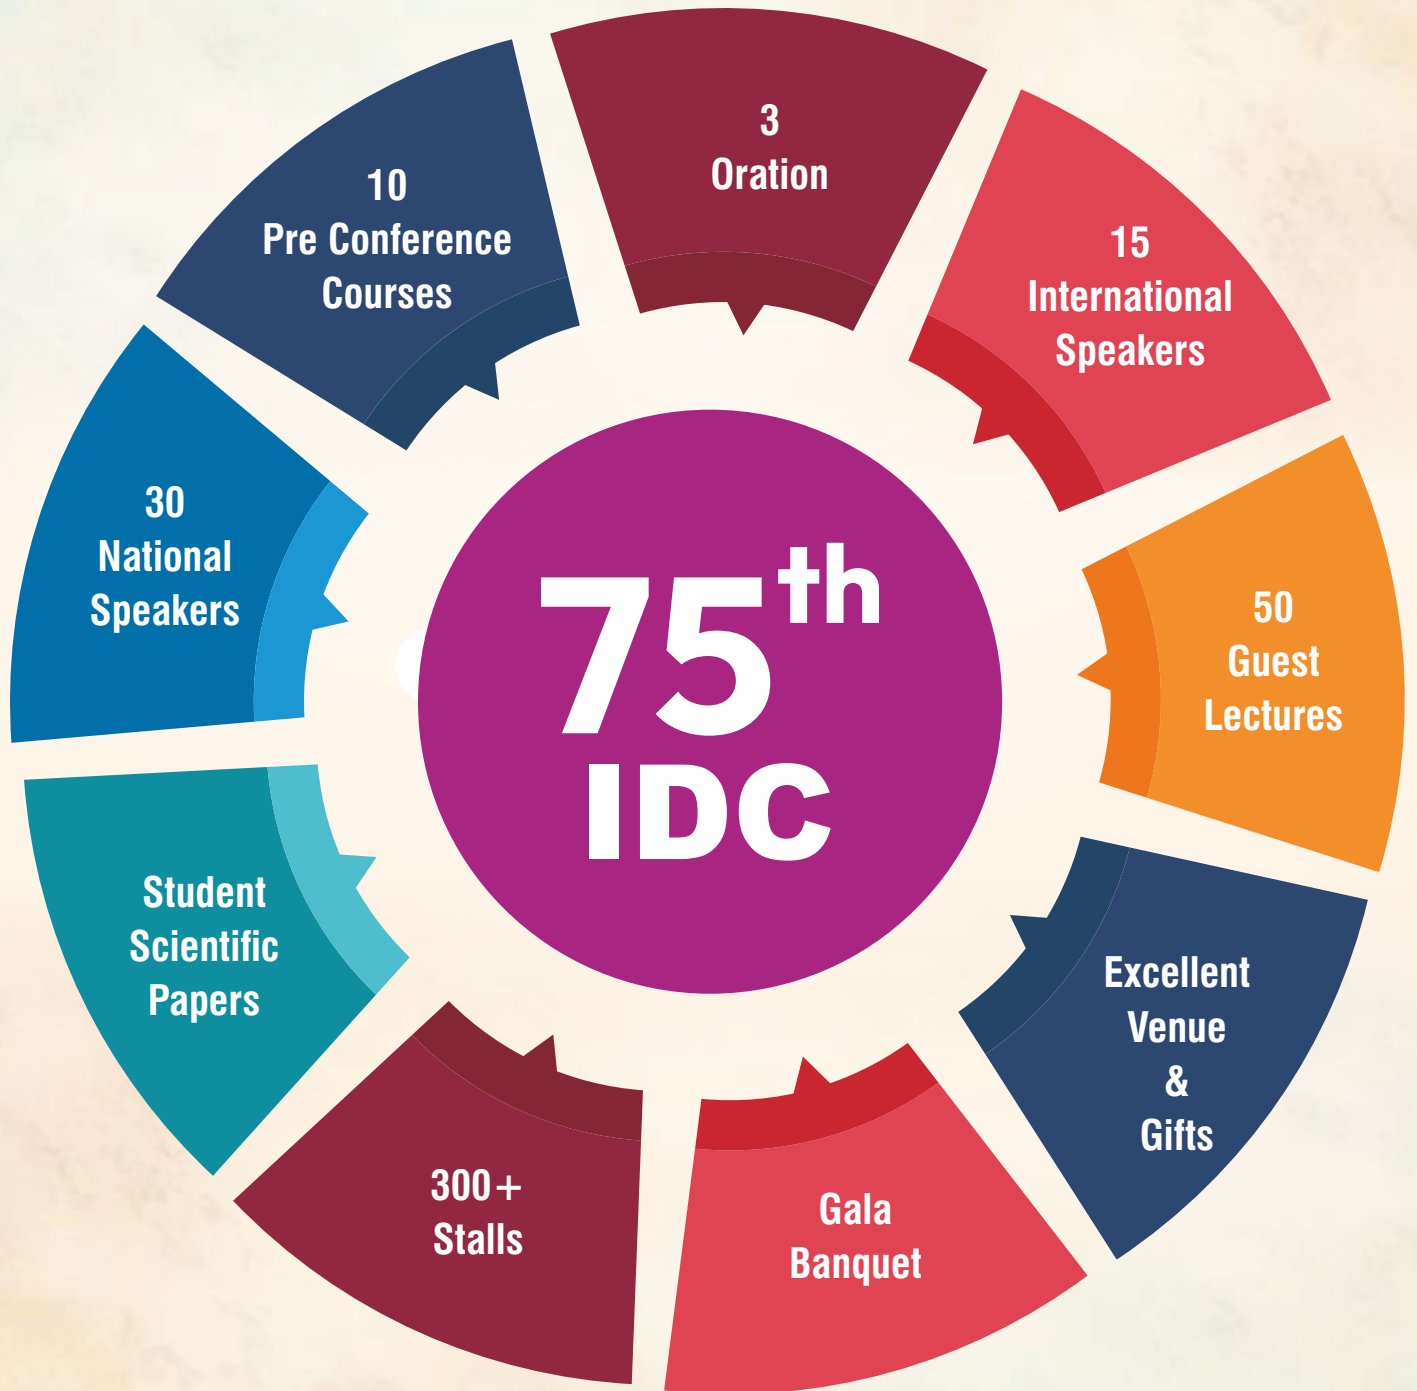 3
Oration
15
International
Speakers
50
Guest
Lectures
Excellent
Venue
&
Gifts
Gala
Banquet
300+
Stalls
Student
Scientific
Papers
30
National
Speakers
10
Pre Conference
Courses
75th
IDC